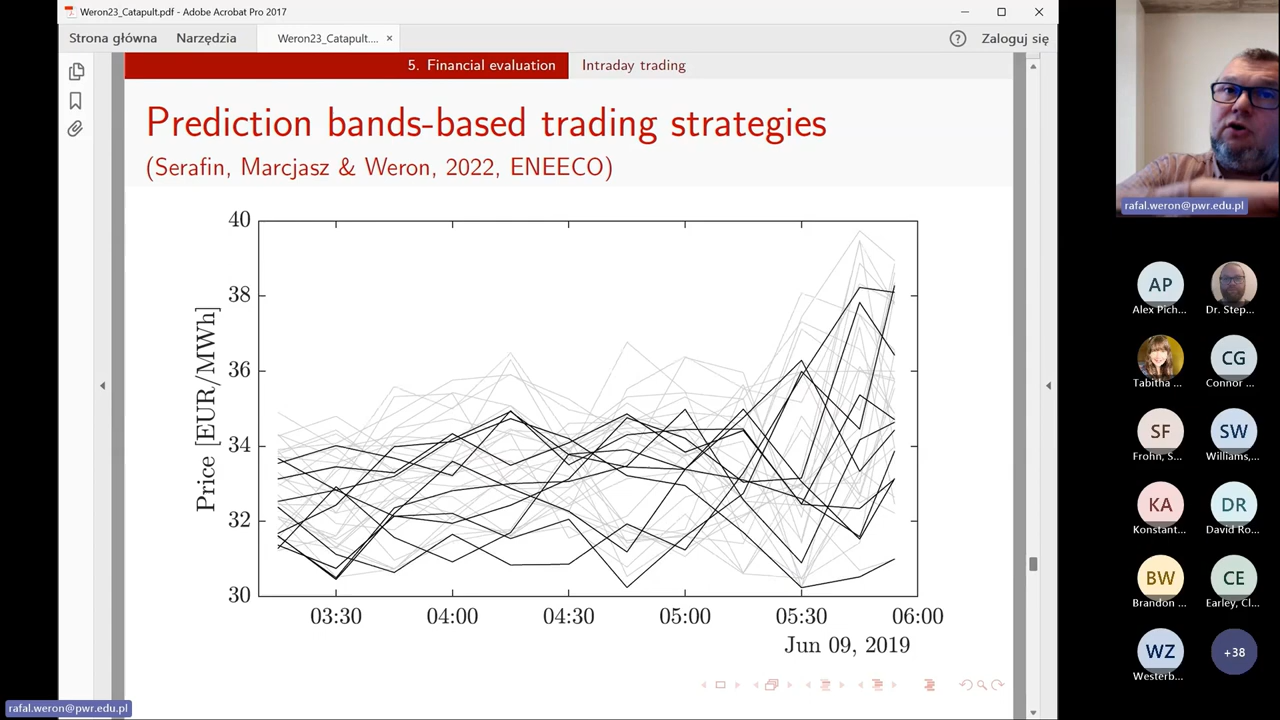 Weron23_Catapult.pdf - Adobe Acrobat Pro 2017
Strona główna
Narzędzia
Weron23_Catapult....
×
?
Zaloguj się
5. Financial evaluation
Intraday trading
Prediction bands-based trading strategies
(Serafin, Marcjasz & Weron, 2022, ENEECO)
40
38
36
34
32
30
Price [EUR/MWh]
03:30
04:00
04:30
05:00
05:30
06:00
Jun 09, 2019
rafal.weron@pwr.edu.pl
AP
Alex Pich...
Dr. Step...
Tabitha ...
CG
Connor ...
SF
Frohn, S...
SW
Williams,...
KA
Konstant...
DR
David Ro...
BW
Brandon ...
CE
Earley, Cl...
WZ
Westerb...
+38
rafal.weron@pwr.edu.pl